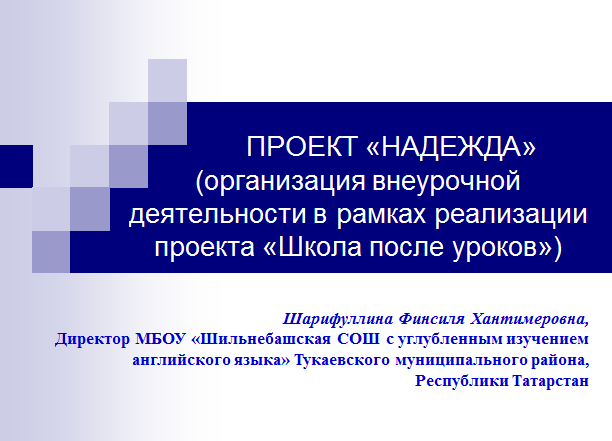 ПРОЕКТ «НАДЕЖДА»
(организация внеурочной
деятельности в рамках реализации
проекта «Школа после уроков»)
Шарифуллина Финсиля Хантимеровна,
Директор МБОУ «Шильнебашская СОШ с углубленным изучением
английского языка» Тукаевского муниципального района,
Республики Татарстан